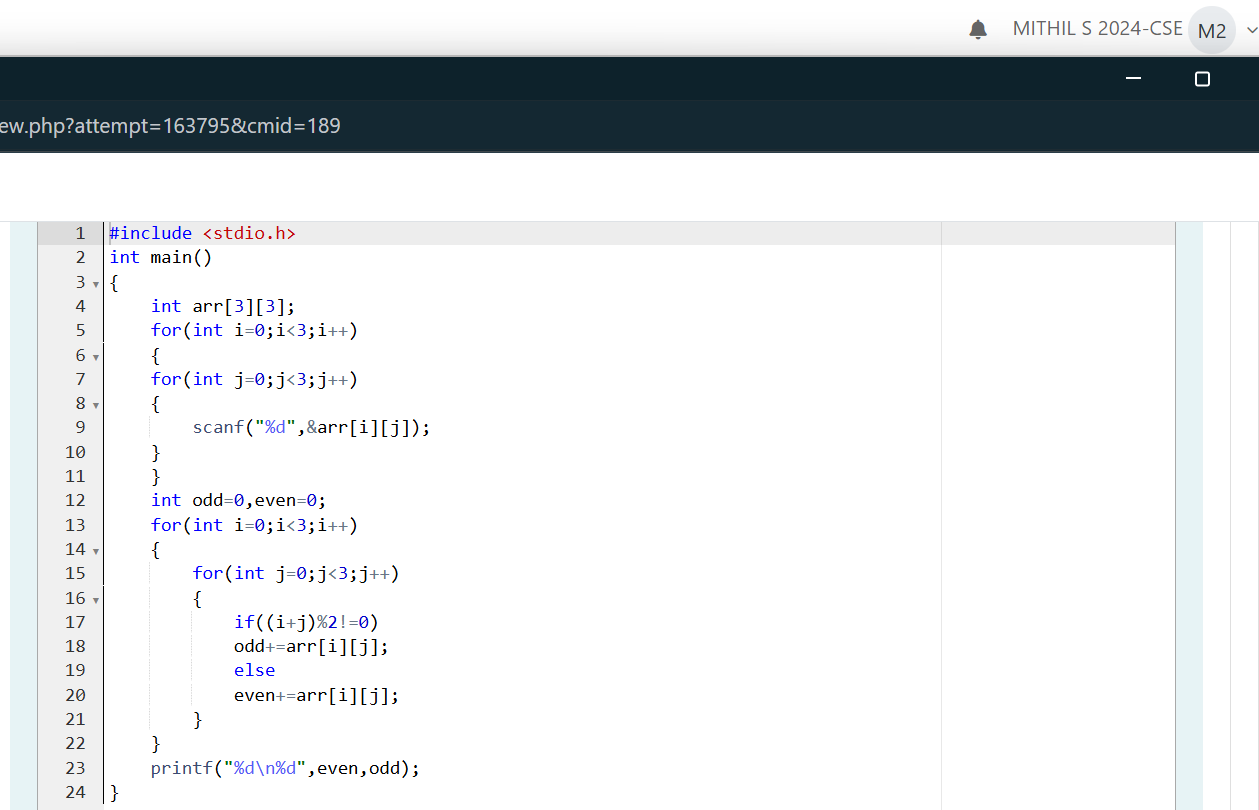 MITHIL S 2024-CSE M2
ew.php?attempt=163795&cmid=189
1 #include <stdio.h>
2 int main()
3 {
4     int arr[3][3];
5     for(int i=0;i<3;i++)
6     {
7     for(int j=0;j<3;j++)
8     {
9         scanf("%d",&arr[i][j]);
10     }
11     }
12     int odd=0,even=0;
13     for(int i=0;i<3;i++)
14     {
15         for(int j=0;j<3;j++)
16         {
17             if((i+j)%2!=0)
18             odd+=arr[i][j];
19             else
20             even+=arr[i][j];
21         }
22     }
23     printf("%d\n%d",even,odd);
24 }